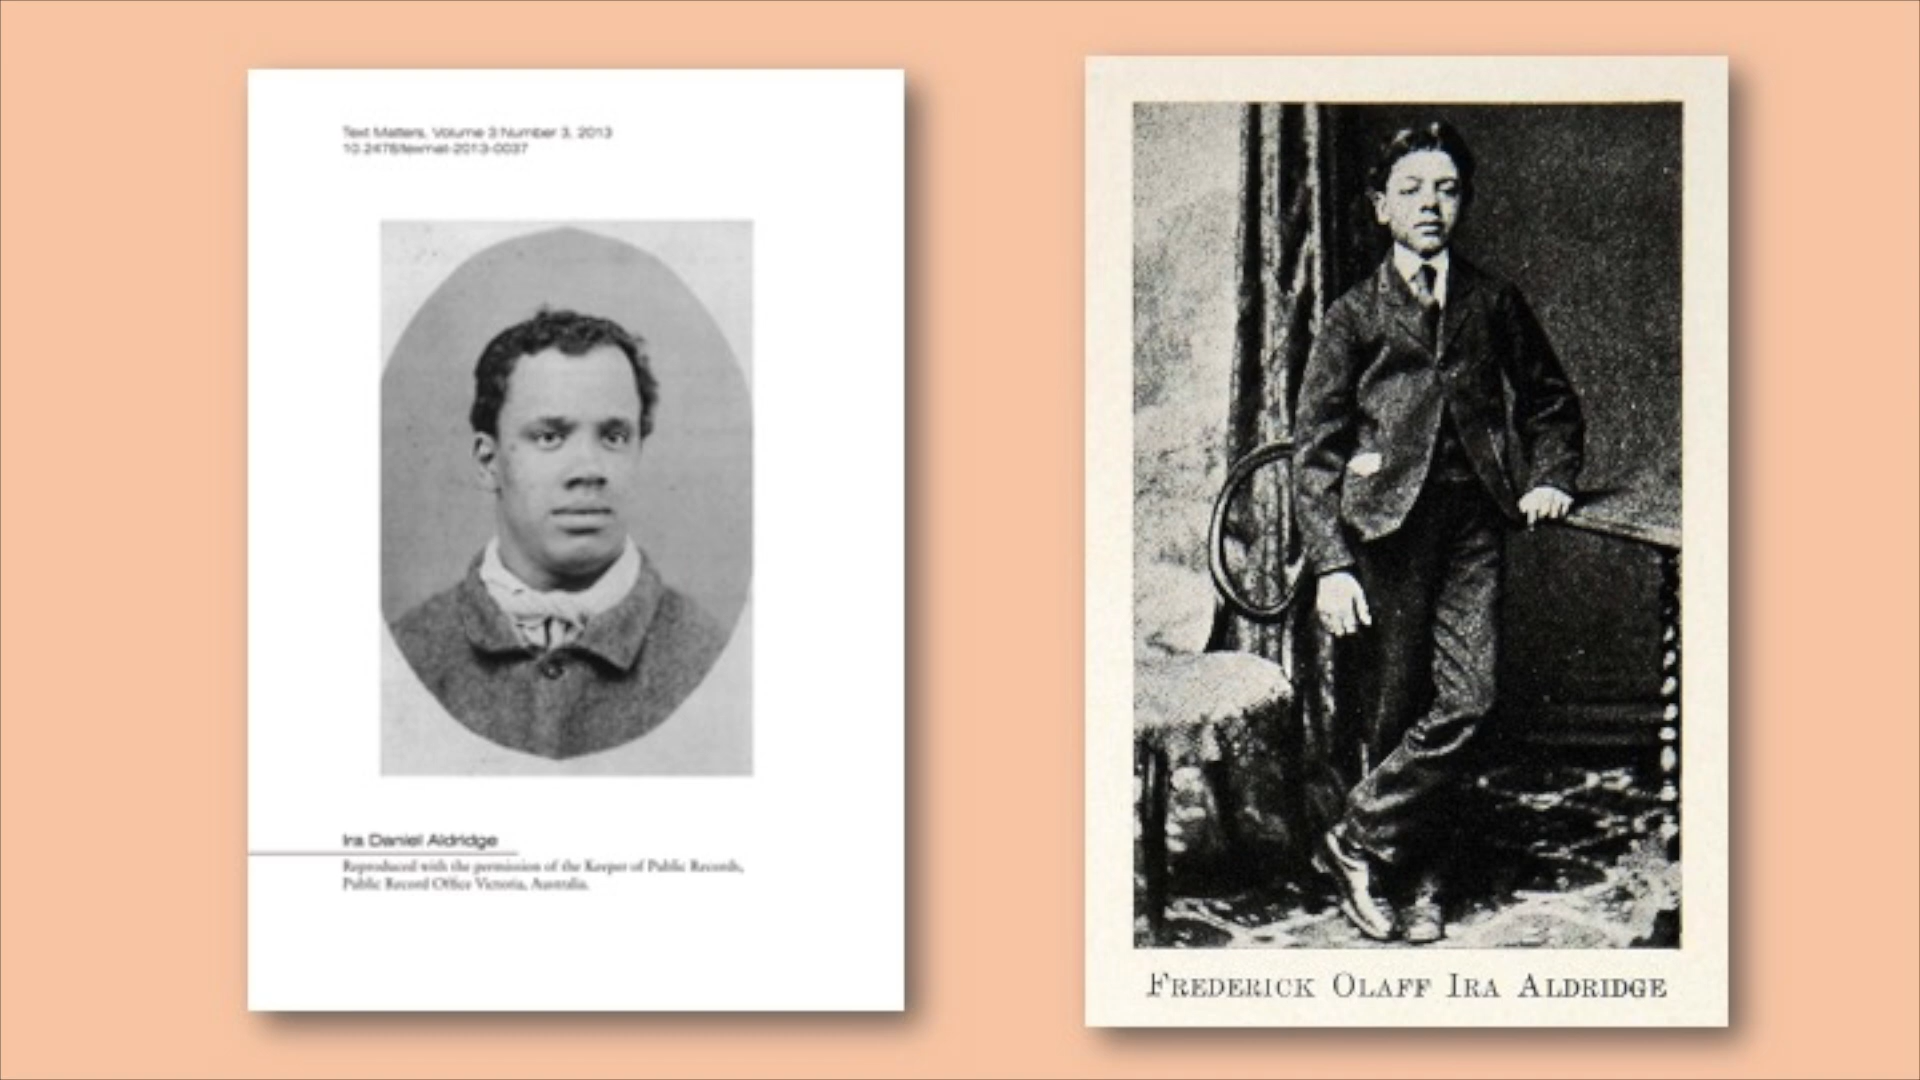 Text Matters, Volume 3 Number 3, 2013
10.2478/texmat-2013-0037
Ira Daniel Aldridge
Reproduced with the permission of the Keeper of Public Records,
Public Record Office Victoria, Australia.
FREDERICK OLAFF IRA ALDRIDGE